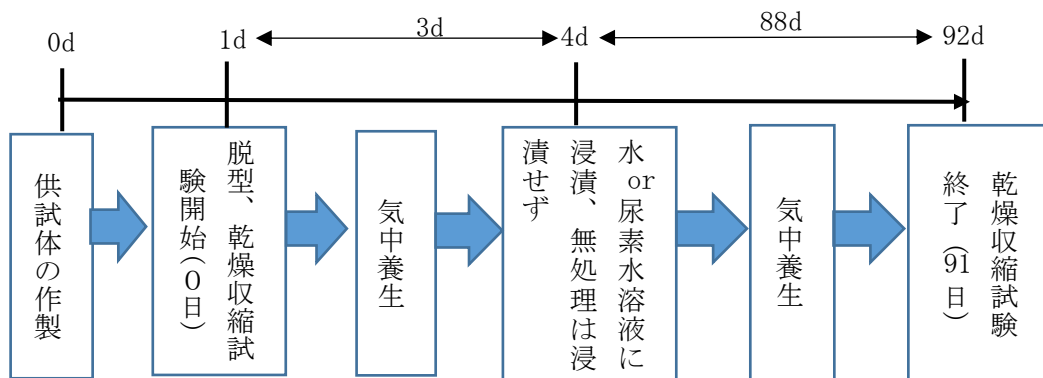 0d
1d
3d
4d
88d
92d
供試体の作製
脱型、乾燥収縮試
験開始(0日)
気中養生
水or尿素水溶液に
浸漬、無処理は浸
漬せず
気中養生
乾燥収縮試験
終了(91日)